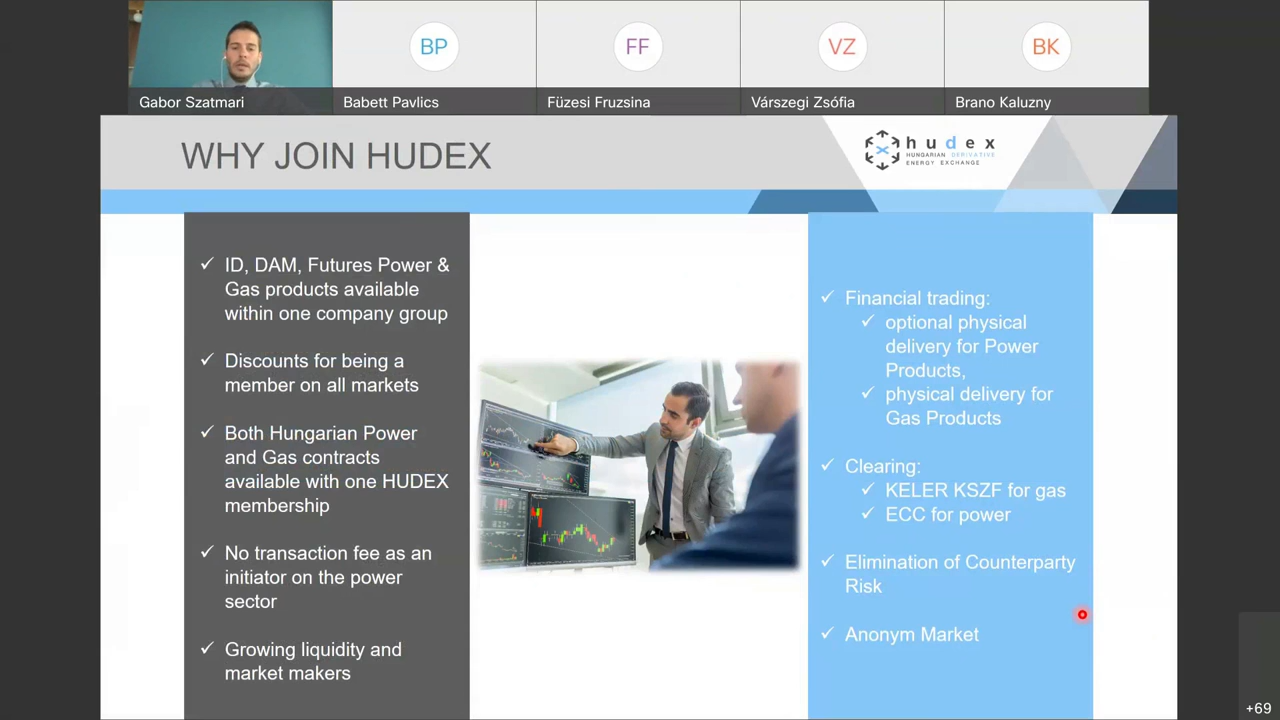 BP
FF
VZ
BK
Gabor Szatmari
Babett Pavlics
Füzesi Fruzsina
Várszegi Zsófia
Brano Kaluzny
WHY JOIN HUDEX
hudex
HUNGARIAN DERIVATIVE
ENERGY EXCHANGE
ID, DAM, Futures Power &
Gas products available
within one company group
Discounts for being a
member on all markets
Both Hungarian Power
and Gas contracts
available with one HUDEX
membership
No transaction fee as an
initiator on the power
sector
Growing liquidity and
market makers
Financial trading:
optional physical
delivery for Power
Products,
physical delivery for
Gas Products
Clearing:
KELER KSZF for gas
ECC for power
Elimination of Counterparty
Risk
Anonym Market
+69